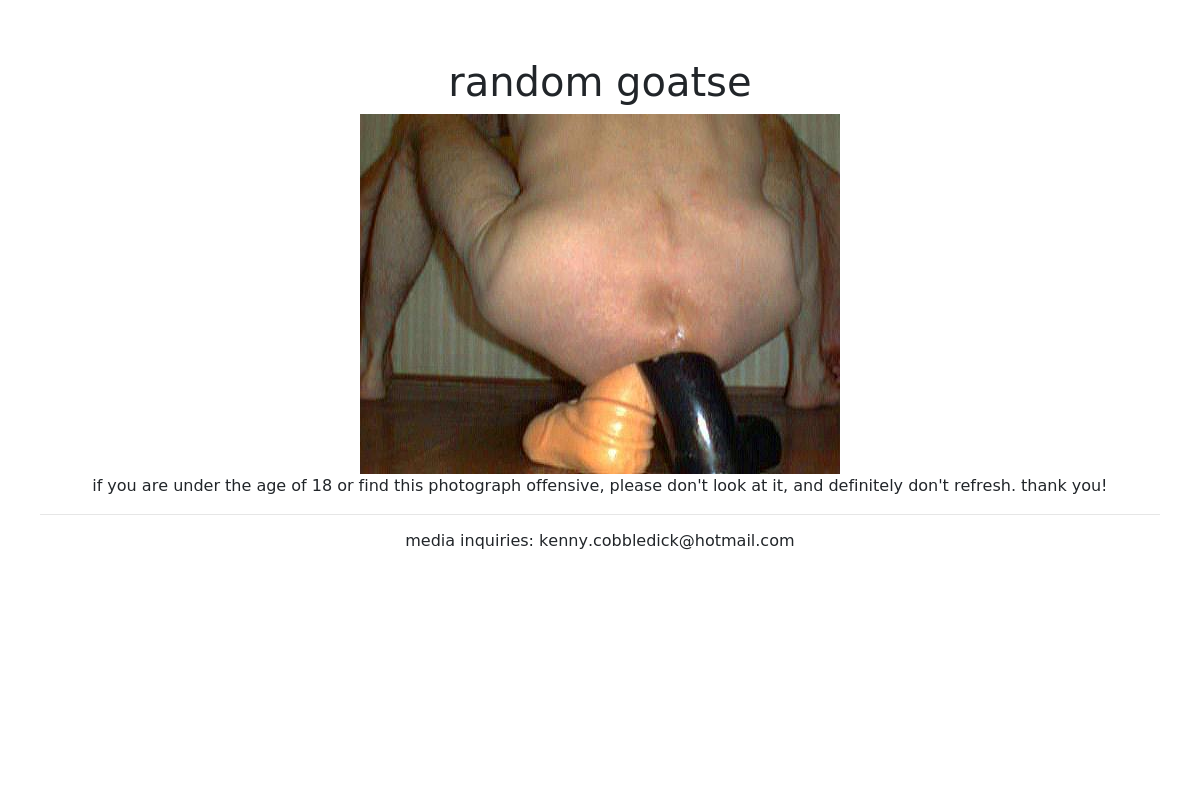 random goatse
if you are under the age of 18 or find this photograph offensive, please don't look at it, and definitely don't refresh. thank you!
media inquiries: kenny.cobbledick@hotmail.com